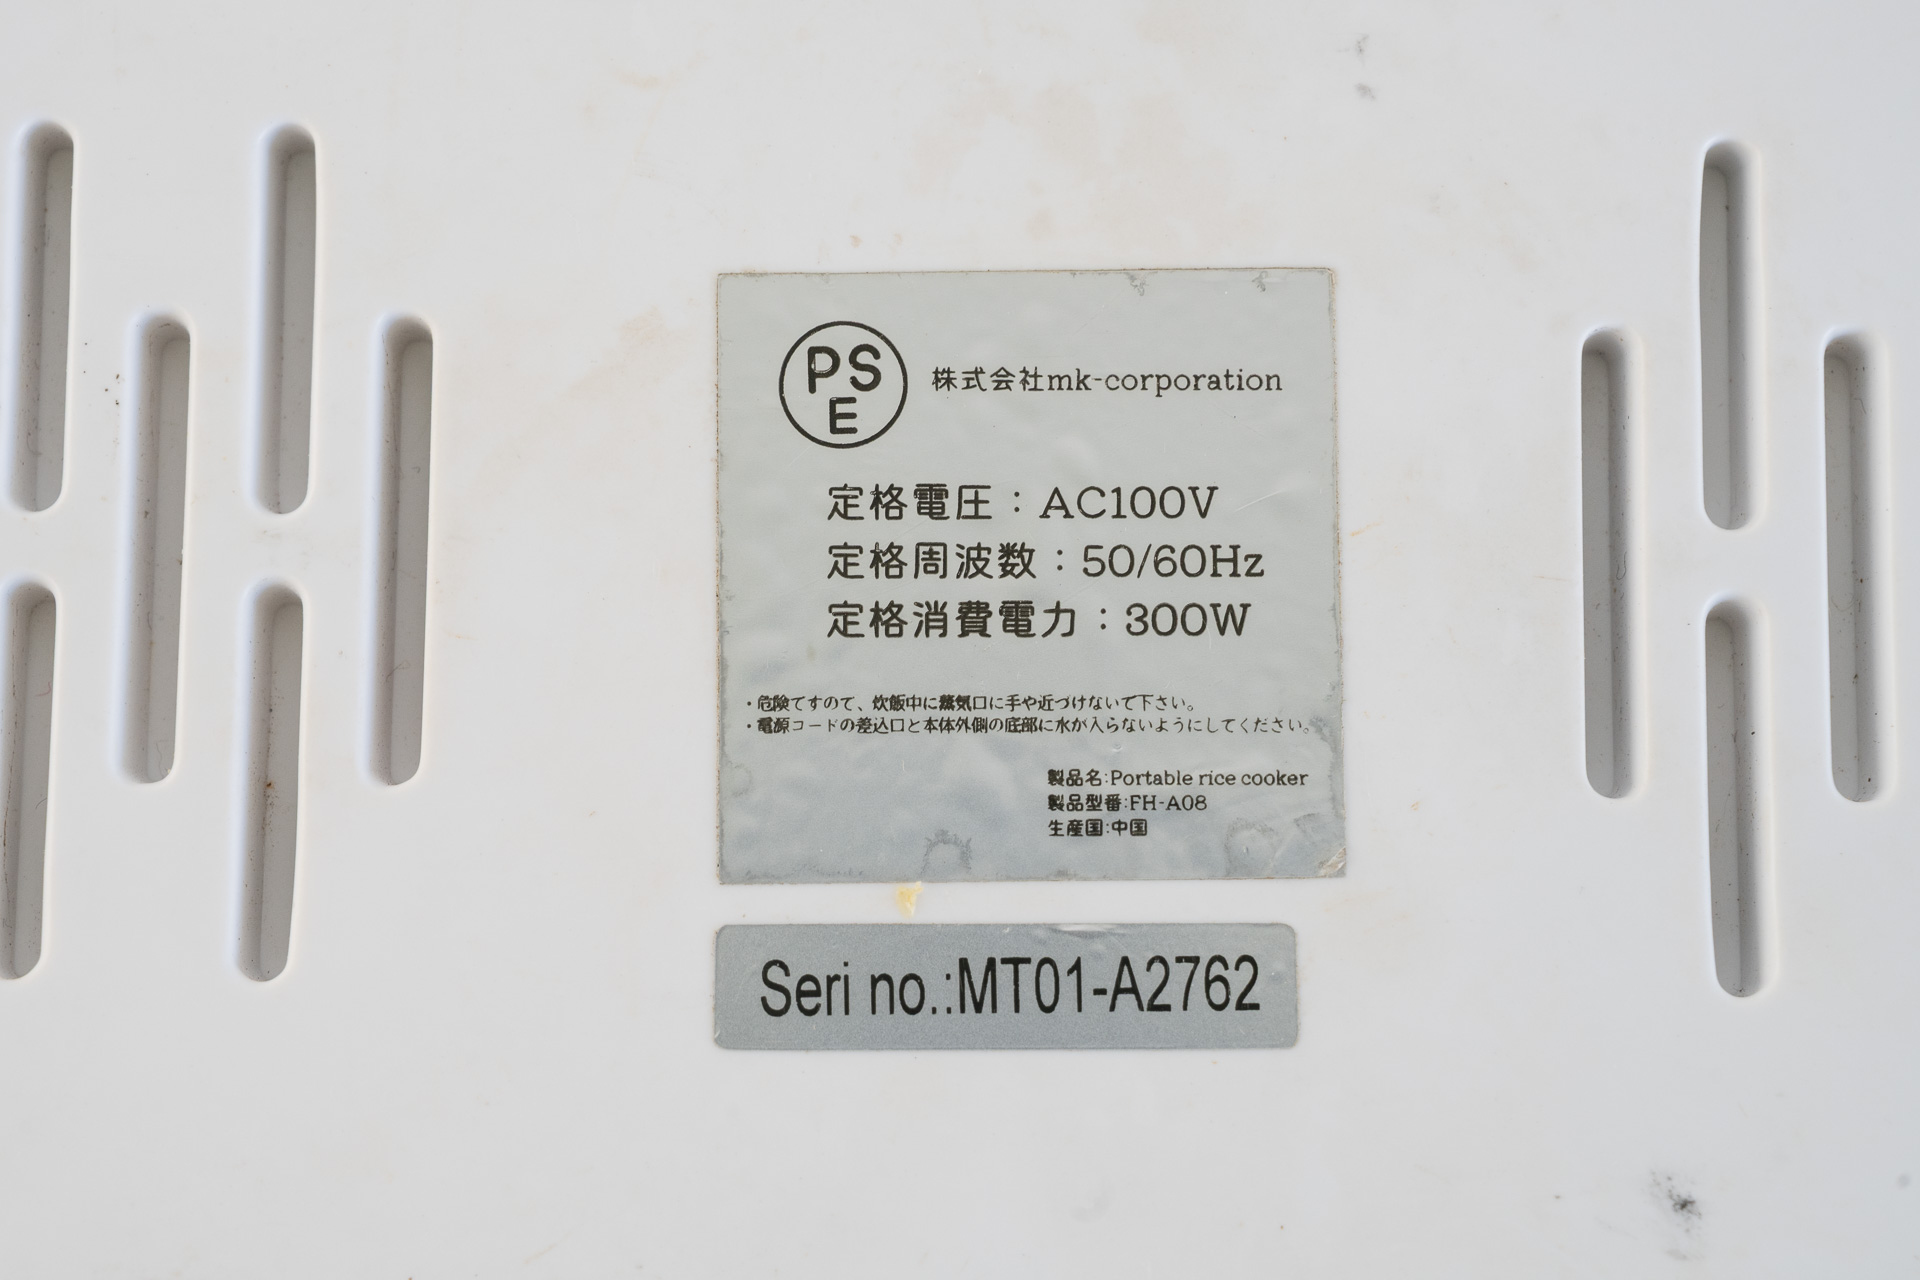 PS
E
株式会社mk-corporation
定格電圧：AC100V
定格周波数：50/60Hz
定格消費電力：300W
・危険ですので、炊飯中に蒸気口に手や近づけないで下さい。
・電源コードの差込口と本体外側の底部に水が入らないようにしてください。
製品名:Portable rice cooker
製品型番:FH-A08
生産国:中国
Seri no.:MT01-A2762